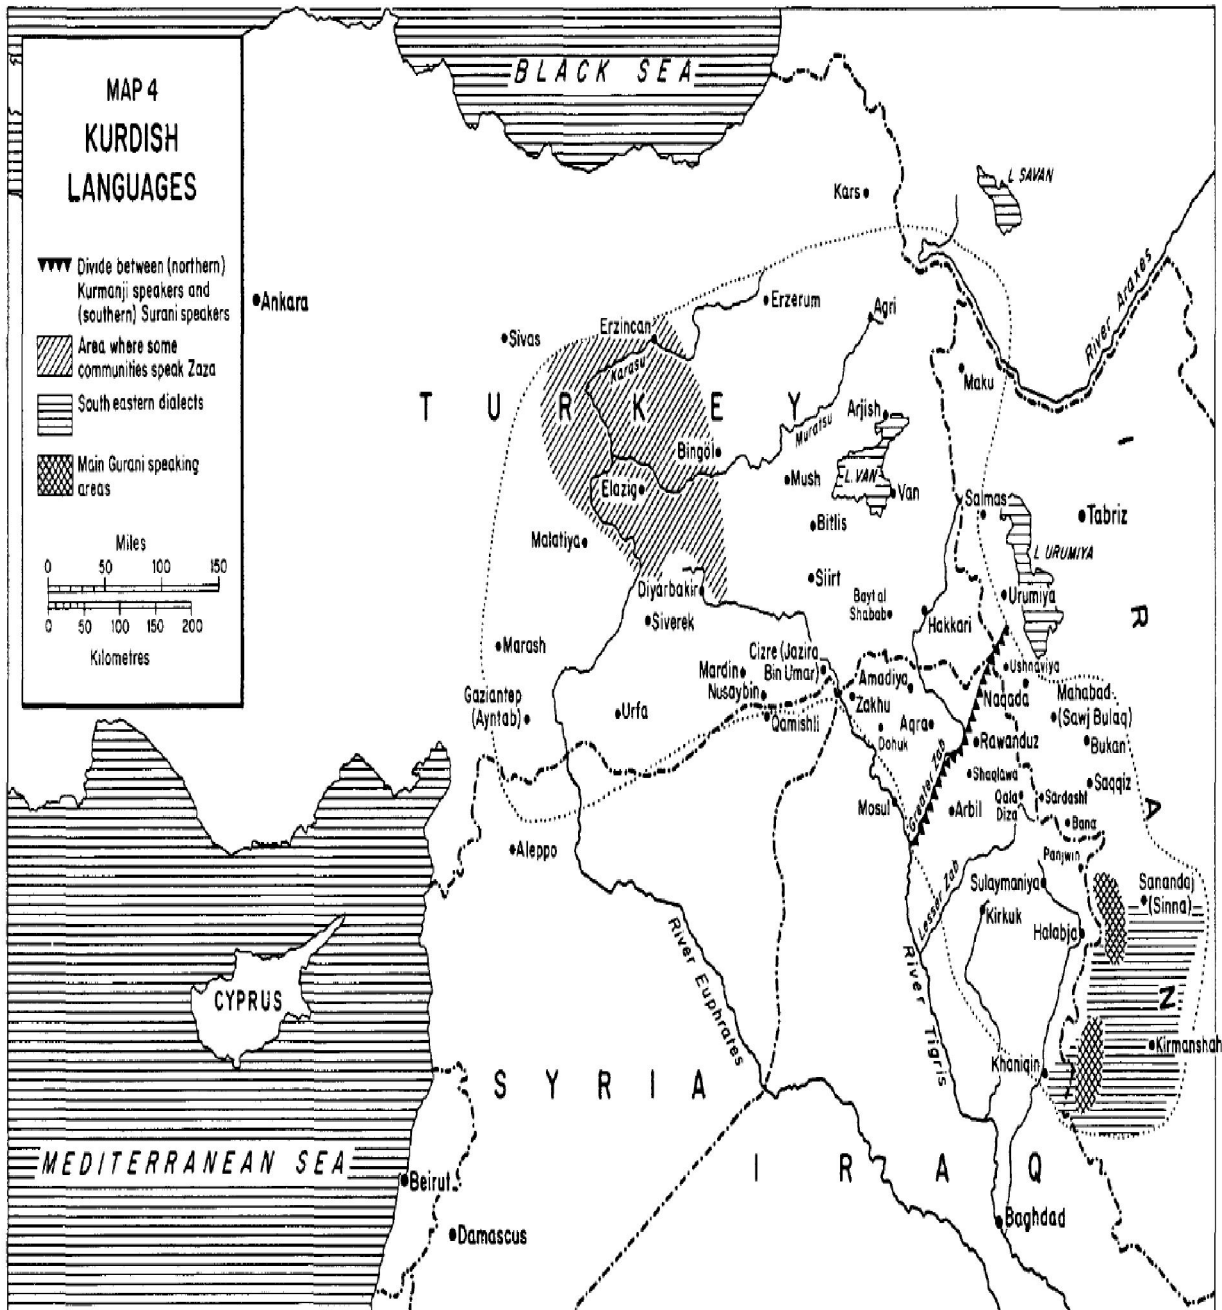 MAP 4
KURDISH
LANGUAGES
Divide between (northern)
Kurmanji speakers and
(southern) Surani speakers
Area where some
communities speak Zaza
South eastern dialects
Main Gurani speaking
areas
Miles
0 50 100 150
0 50 100 150 200
Kilometres
BLACK SEA
L. SAVAN
Kars
River Araxes
Ankara
Sivas
Erzincan
Erzerum
Agri
Karasu
Maku
TURKEY
Muratsu
Arjish
Bingöl
Mush
L. VAN
Van
Elazig
Salmas
Tabriz
Bitlis
Malatiya
L. URUMIYA
Siirt
Diyarbakir
Bayt al
Shabab
Urumiya
Siverek
Hakkari
IRAN
Marash
Cizre (Jazira
Bin Umar)
Ushnaviya
Mardin
Amadiya
Nusaybin
Zakhu
Naqada
Mahabad
(Sawj Bulaq)
Gaziantep
(Ayntab)
Urfa
Qamishli
Aqra
Dohuk
Rawanduz
Bukan
Greater Zab
Shaqlawa
Saqqiz
Mosul
Arbil
Qala
Diza
Sardasht
Bana
Aleppo
Panjwin
Lesser Zab
Sulaymaniya
Sanandaj
(Sinna)
Kirkuk
Halabja
River Euphrates
River Tigris
CYPRUS
Kirmanshah
Khaniqin
SYRIA
MEDITERRANEAN SEA
IRAQ
Beirut
Baghdad
Damascus